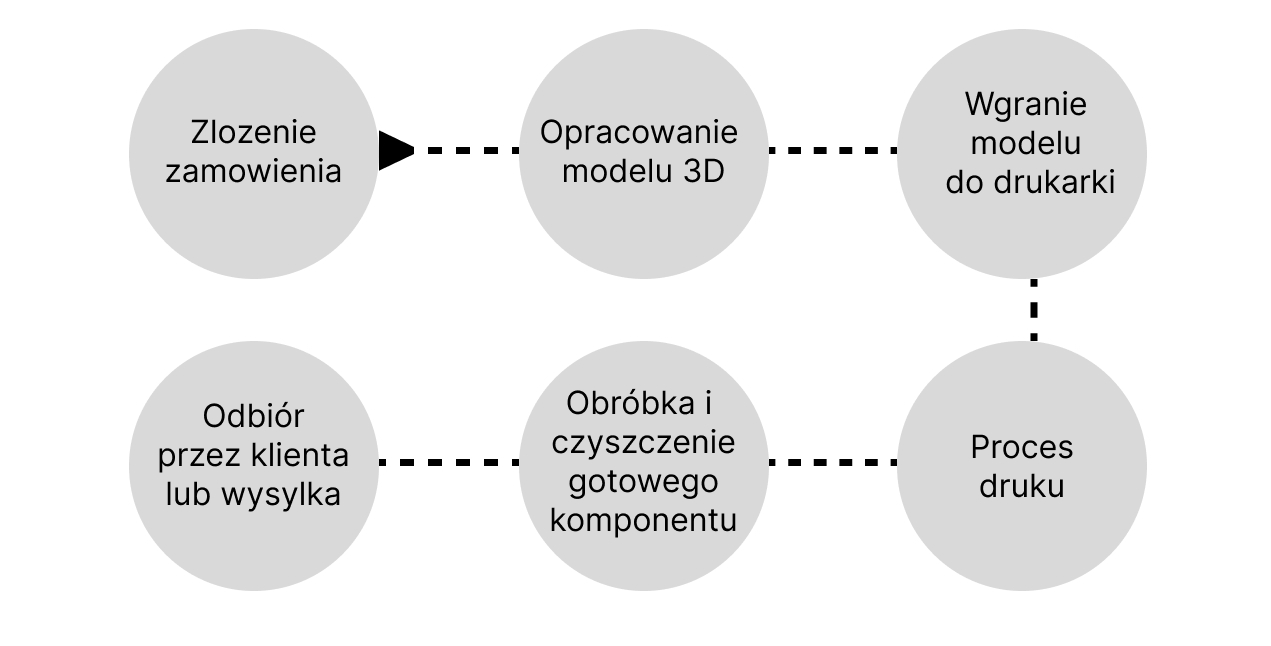 Zlozenie
zamowienia
Opracowanie
modelu 3D
Wgranie
modelu
do drukarki
Odbiór
przez klienta
lub wysylka
Obróbka i
czyszczenie
gotowego
komponentu
Proces
druku